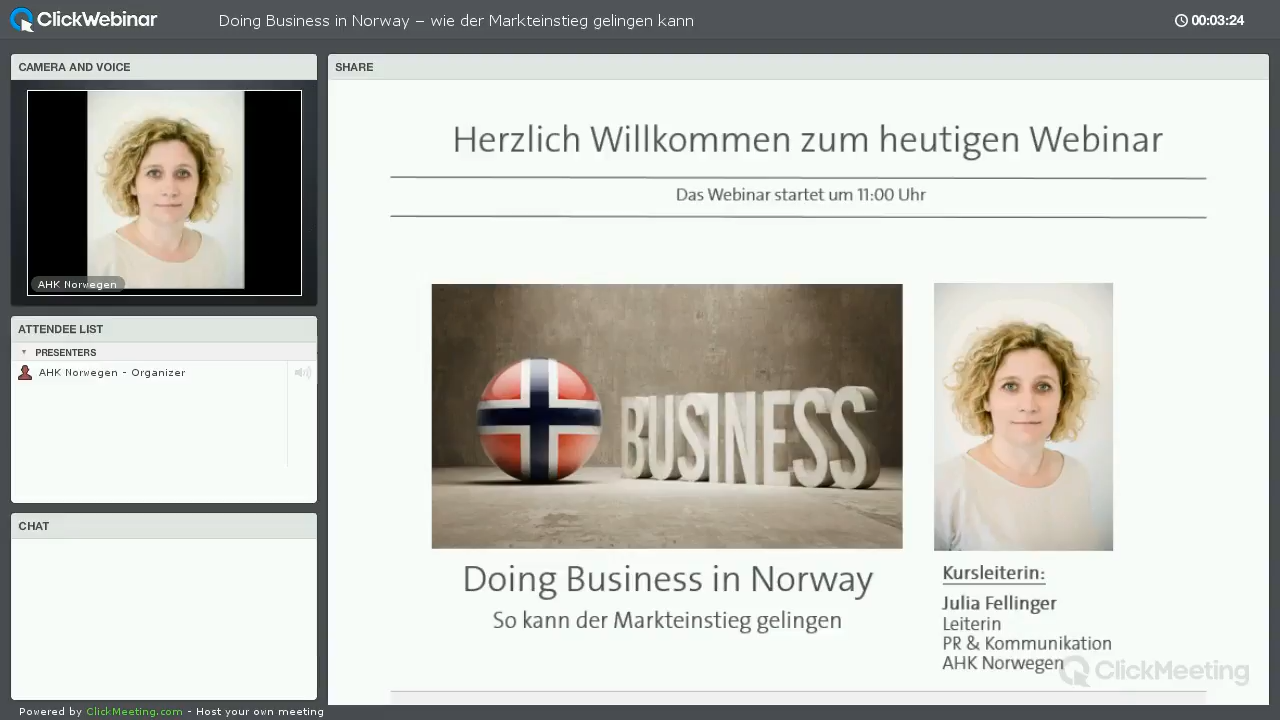 ClickWebinar
Doing Business in Norway – wie der Markteinstieg gelingen kann
00:03:24
CAMERA AND VOICE
AHK Norwegen
ATTENDEE LIST
PRESENTERS
AHK Norwegen - Organizer
CHAT
SHARE
Herzlich Willkommen zum heutigen Webinar
Das Webinar startet um 11:00 Uhr
BUSINESS
Doing Business in Norway
So kann der Markteinstieg gelingen
Kursleiterin:
Julia Fellinger
Leiterin
PR & Kommunikation
AHK Norwegen
ClickMeeting
Powered by ClickMeeting.com - Host your own meeting